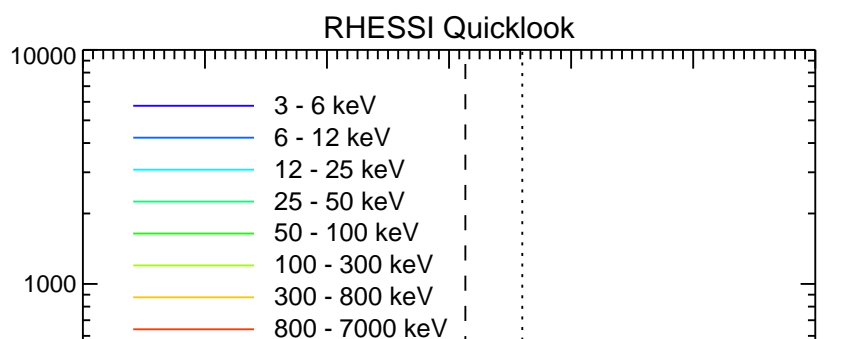 RHESSI Quicklook
10000
3 - 6 keV
6 - 12 keV
12 - 25 keV
25 - 50 keV
50 - 100 keV
100 - 300 keV
1000
300 - 800 keV
800 - 7000 keV